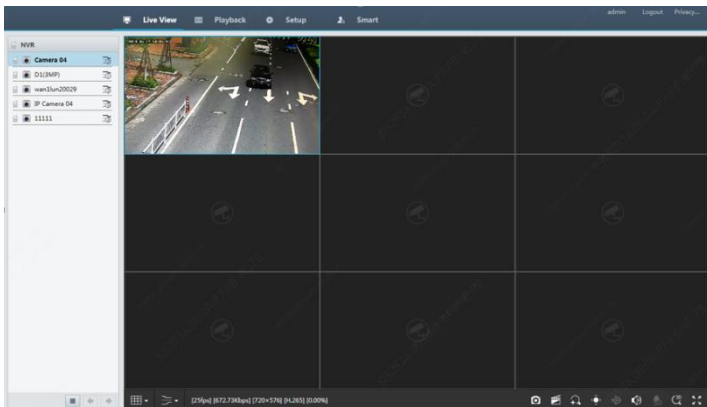 Live View Playback Setup Smart admin Logout Privacy...
NVR
Camera 04
D1(3MP)
wan1lun20029
IP Camera 04
11111
[25fps] [672.73Kbps] [720×576] [H.265] [0.00%]